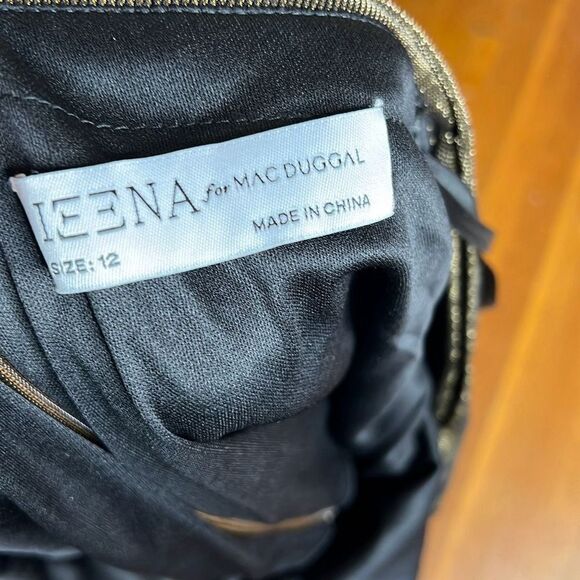 IEENA for MAC DUGGAL
MADE IN CHINA
SIZE: 12